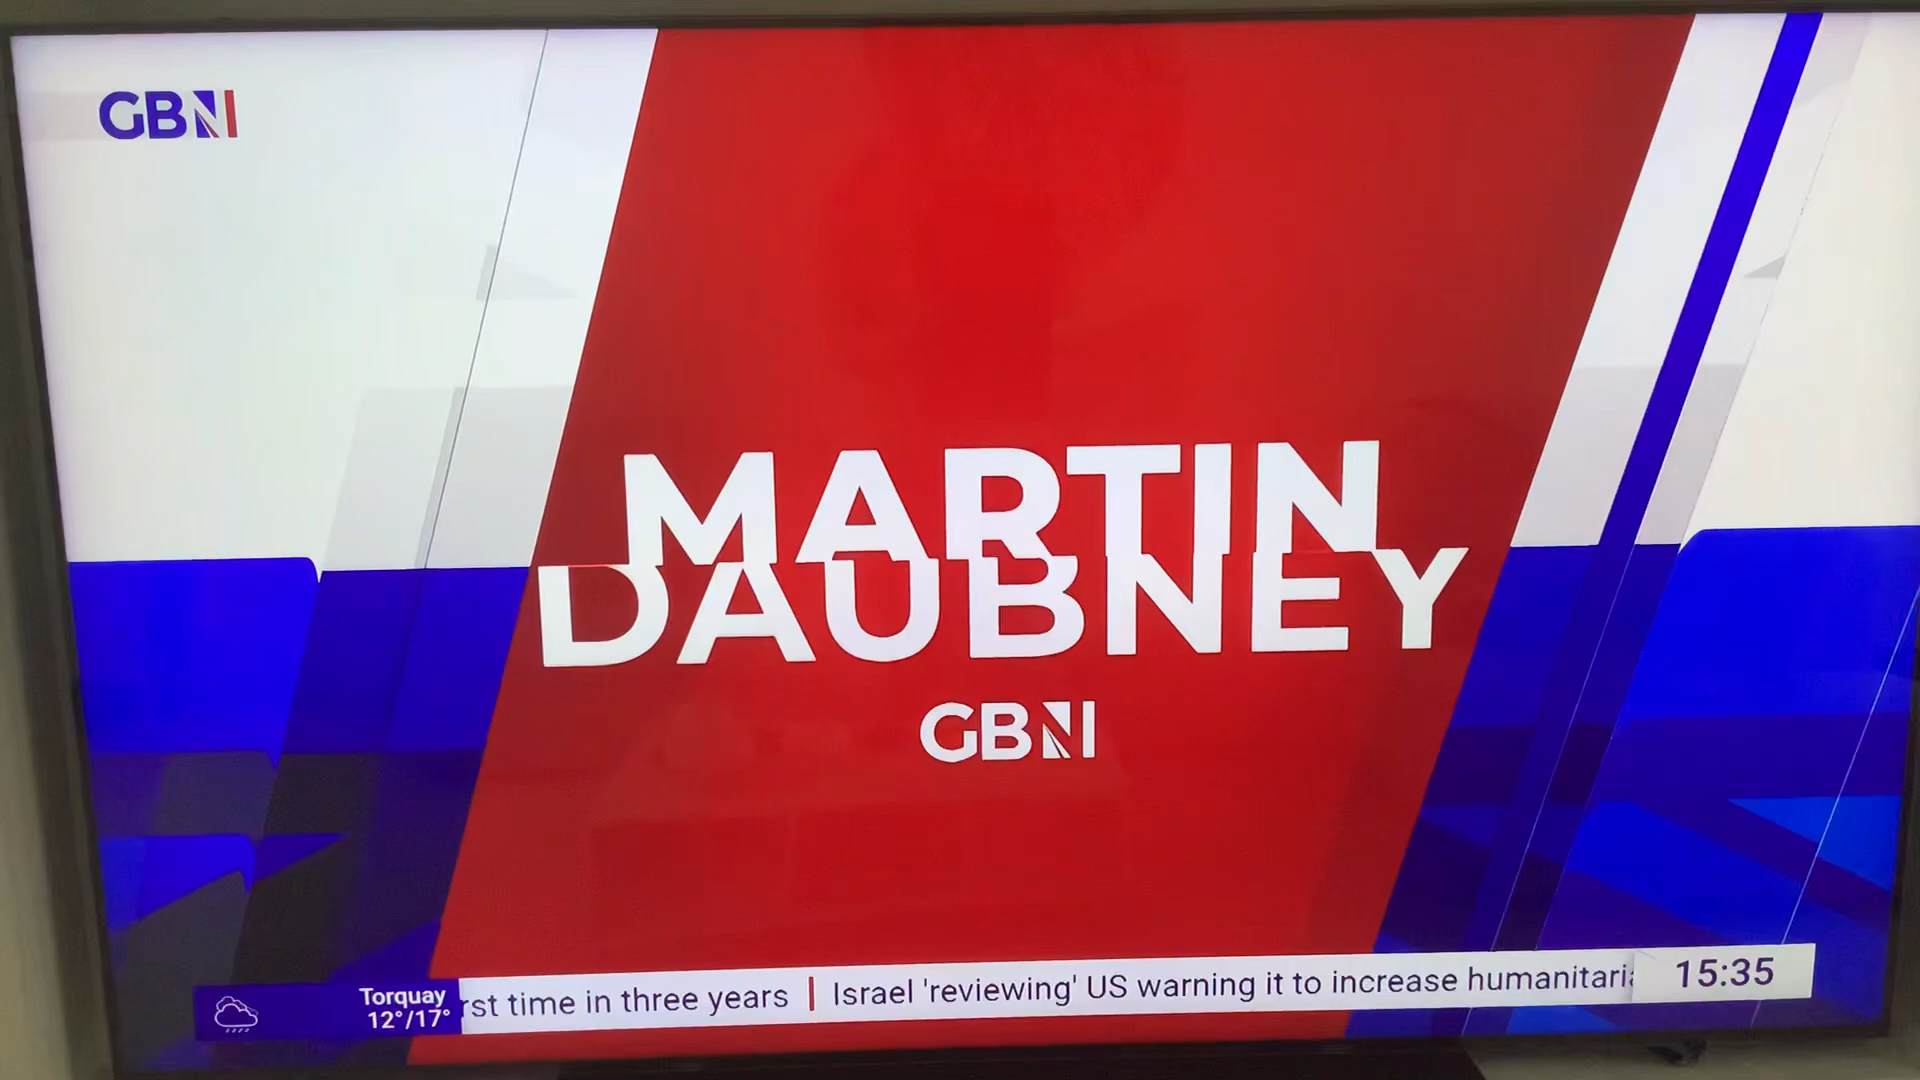 GBN
MARTIN
DAUBNEY
GBN
Torquay
12°/17°
rst time in three years | Israel 'reviewing' US warning it to increase humanitari
15:35